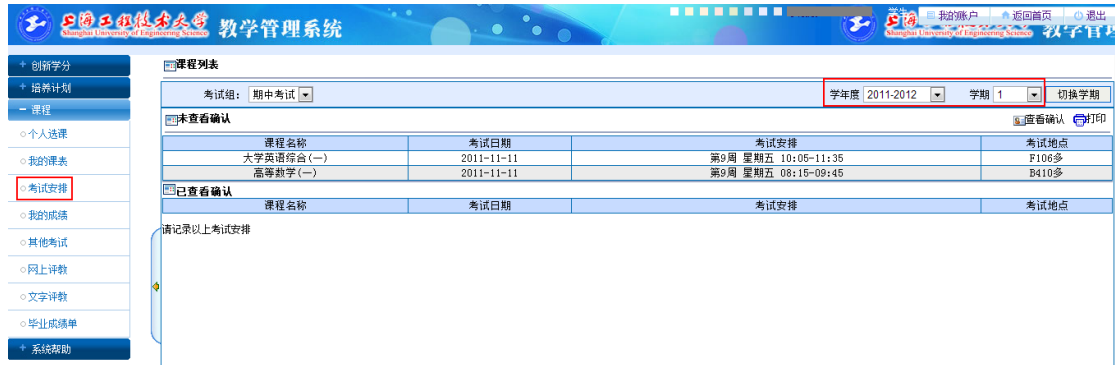 上海工程技术大学 教学管理系统
Shanghai University of Engineering Science
我的账户 返回首页 退出
Shanghai University of Engineering Science
+ 创新学分
+ 培养计划
- 课程
个人选课
我的课表
考试安排
我的成绩
其他考试
网上评教
文字评教
毕业成绩单
+ 系统帮助
课程列表
考试组: 期中考试 学年度 2011-2012 学期 1 切换学期
未查看确认 查看确认 打印
课程名称 考试日期 考试安排 考试地点
大学英语综合(一) 2011-11-11 第9周 星期五 10:05-11:35 F106多
高等数学(一) 2011-11-11 第9周 星期五 08:15-09:45 B410多
已查看确认
课程名称 考试日期 考试安排 考试地点
请记录以上考试安排